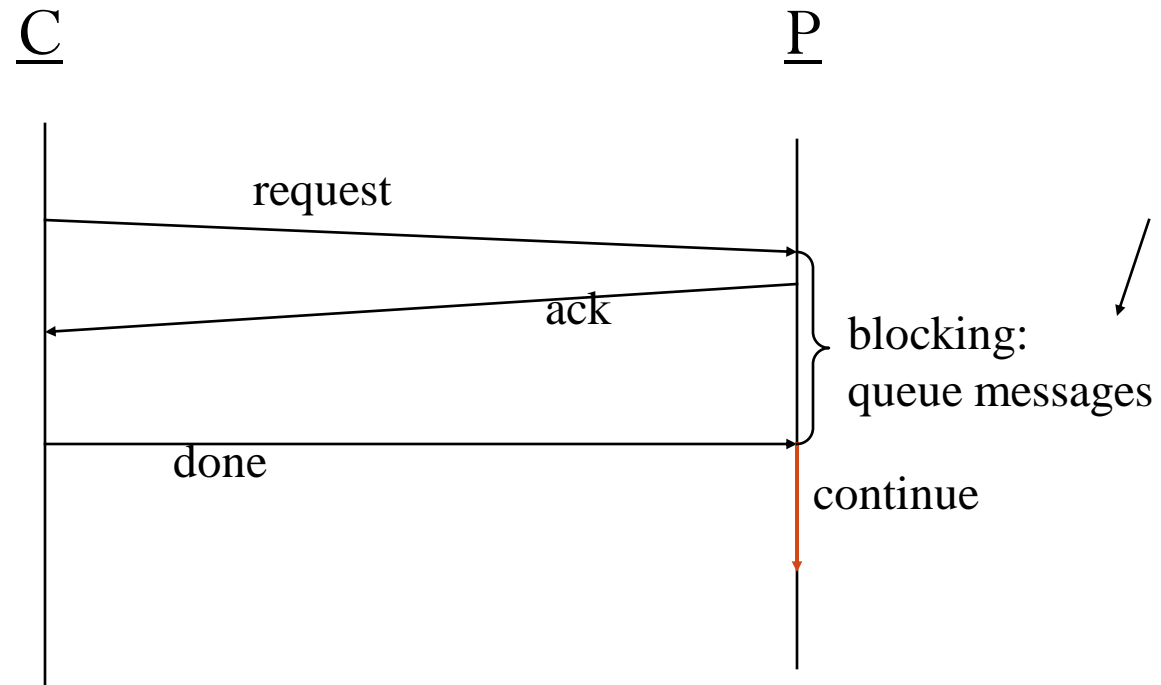 C
P
request
ack
blocking:
queue messages
done
continue